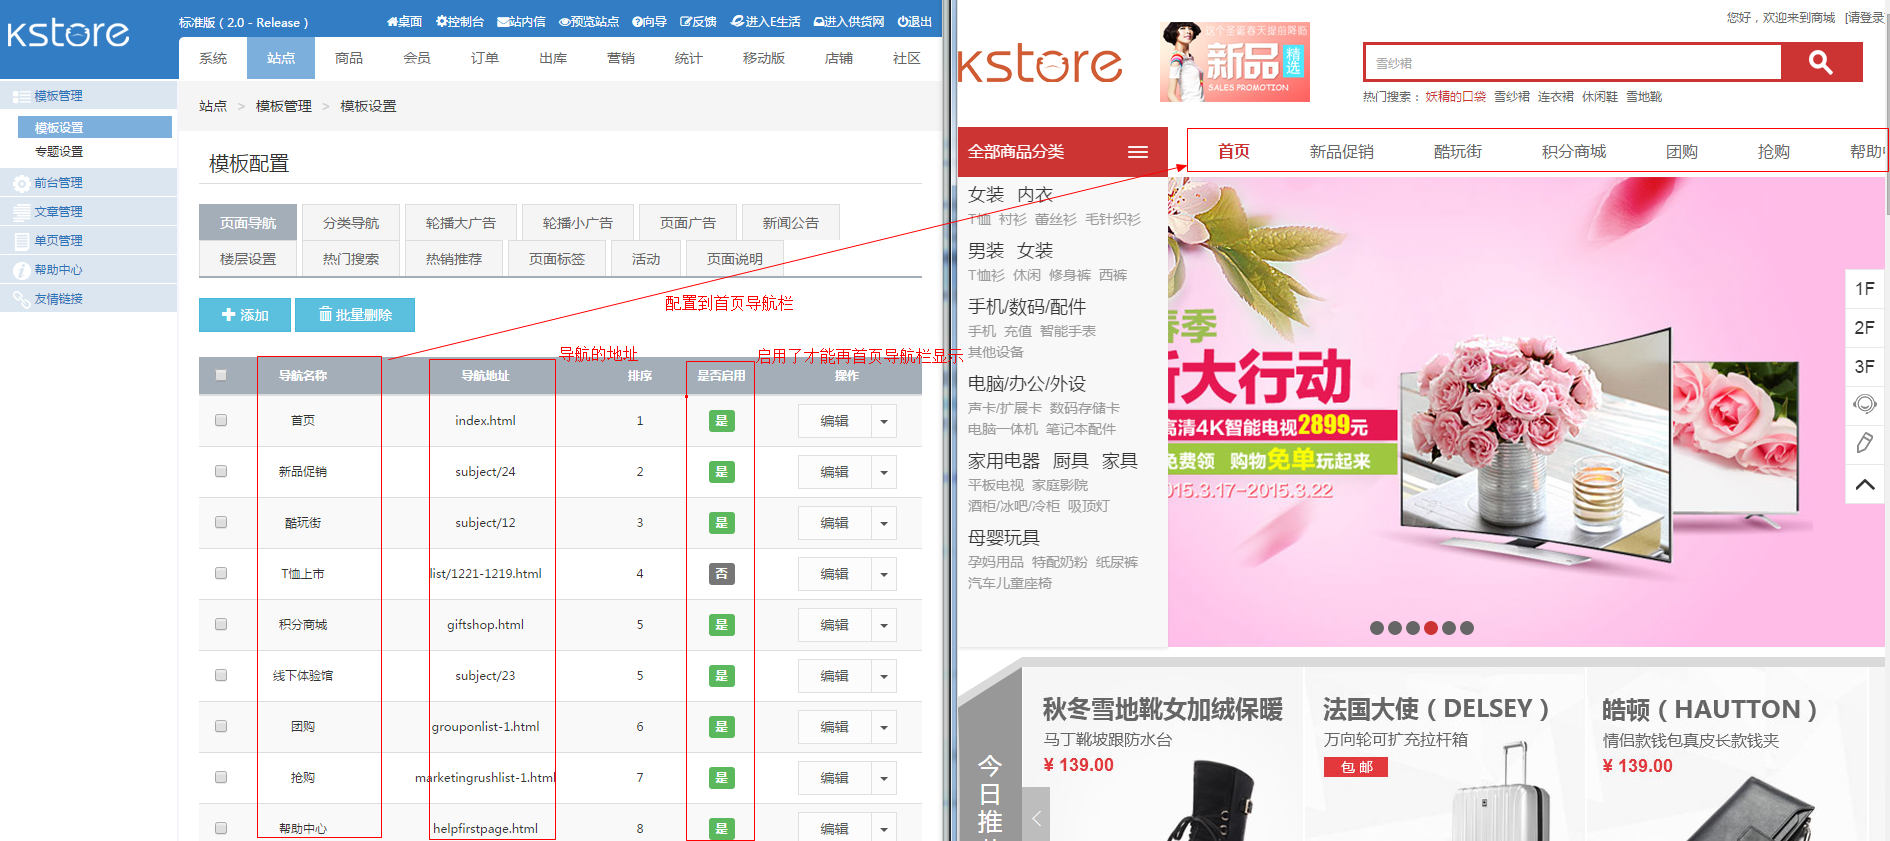 kstore
标准版（2.0 - Release）
桌面 控制台 站内信 预览站点 向导 反馈 进入E生活 进入供货网 退出
系统 站点 商品 会员 订单 出库 营销 统计 移动版 店铺 社区
模板管理
模板设置
专题设置
前台管理
文章管理
单页管理
帮助中心
友情链接
站点 > 模板管理 > 模板设置
模板配置
页面导航 分类导航 轮播大广告 轮播小广告 页面广告 新闻公告
楼层设置 热门搜索 热销推荐 页面标签 活动 页面说明
添加 批量删除
配置到首页导航栏
导航的地址
启用了才能再首页导航栏显示
导航名称 导航地址 排序 是否启用 操作
首页 index.html 1 是 编辑
新品促销 subject/24 2 是 编辑
酷玩街 subject/12 3 是 编辑
T恤上市 list/1221-1219.html 4 否 编辑
积分商城 giftshop.html 5 是 编辑
线下体验馆 subject/23 5 是 编辑
团购 grouponlist-1.html 6 是 编辑
抢购 marketingrushlist-1.html 7 是 编辑
帮助中心 helpfirstpage.html 8 是 编辑
您好，欢迎来到商城 [请登录
kstore
这个圣诞春天提前降临
新品 精选
SALES PROMOTION
雪纺裙
热门搜索： 妖精的口袋 雪纺裙 连衣裙 休闲鞋 雪地靴
全部商品分类
首页 新品促销 酷玩街 积分商城 团购 抢购 帮助中
女装 内衣
T恤 衬衫 蕾丝衫 毛针织衫
男装 女装
T恤衫 休闲 修身裤 西裤
手机/数码/配件
手机 充值 智能手表
其他设备
电脑/办公/外设
声卡/扩展卡 数码存储卡
电脑一体机 笔记本配件
家用电器 厨具 家具
平板电视 家庭影院
酒柜/冰吧/冷柜 吸顶灯
母婴玩具
孕妈用品 特配奶粉 纸尿裤
汽车儿童座椅
春季
新大行动
高清4K智能电视2899元
免费领 购物免单玩起来
2015.3.17-2015.3.22
1F
2F
3F
今日推
秋冬雪地靴女加绒保暖
马丁靴坡跟防水台
¥ 139.00
法国大使（DELSEY）
万向轮可扩充拉杆箱
包 邮
皓顿（HAUTTON）
情侣款钱包真皮长款钱夹
¥ 139.00